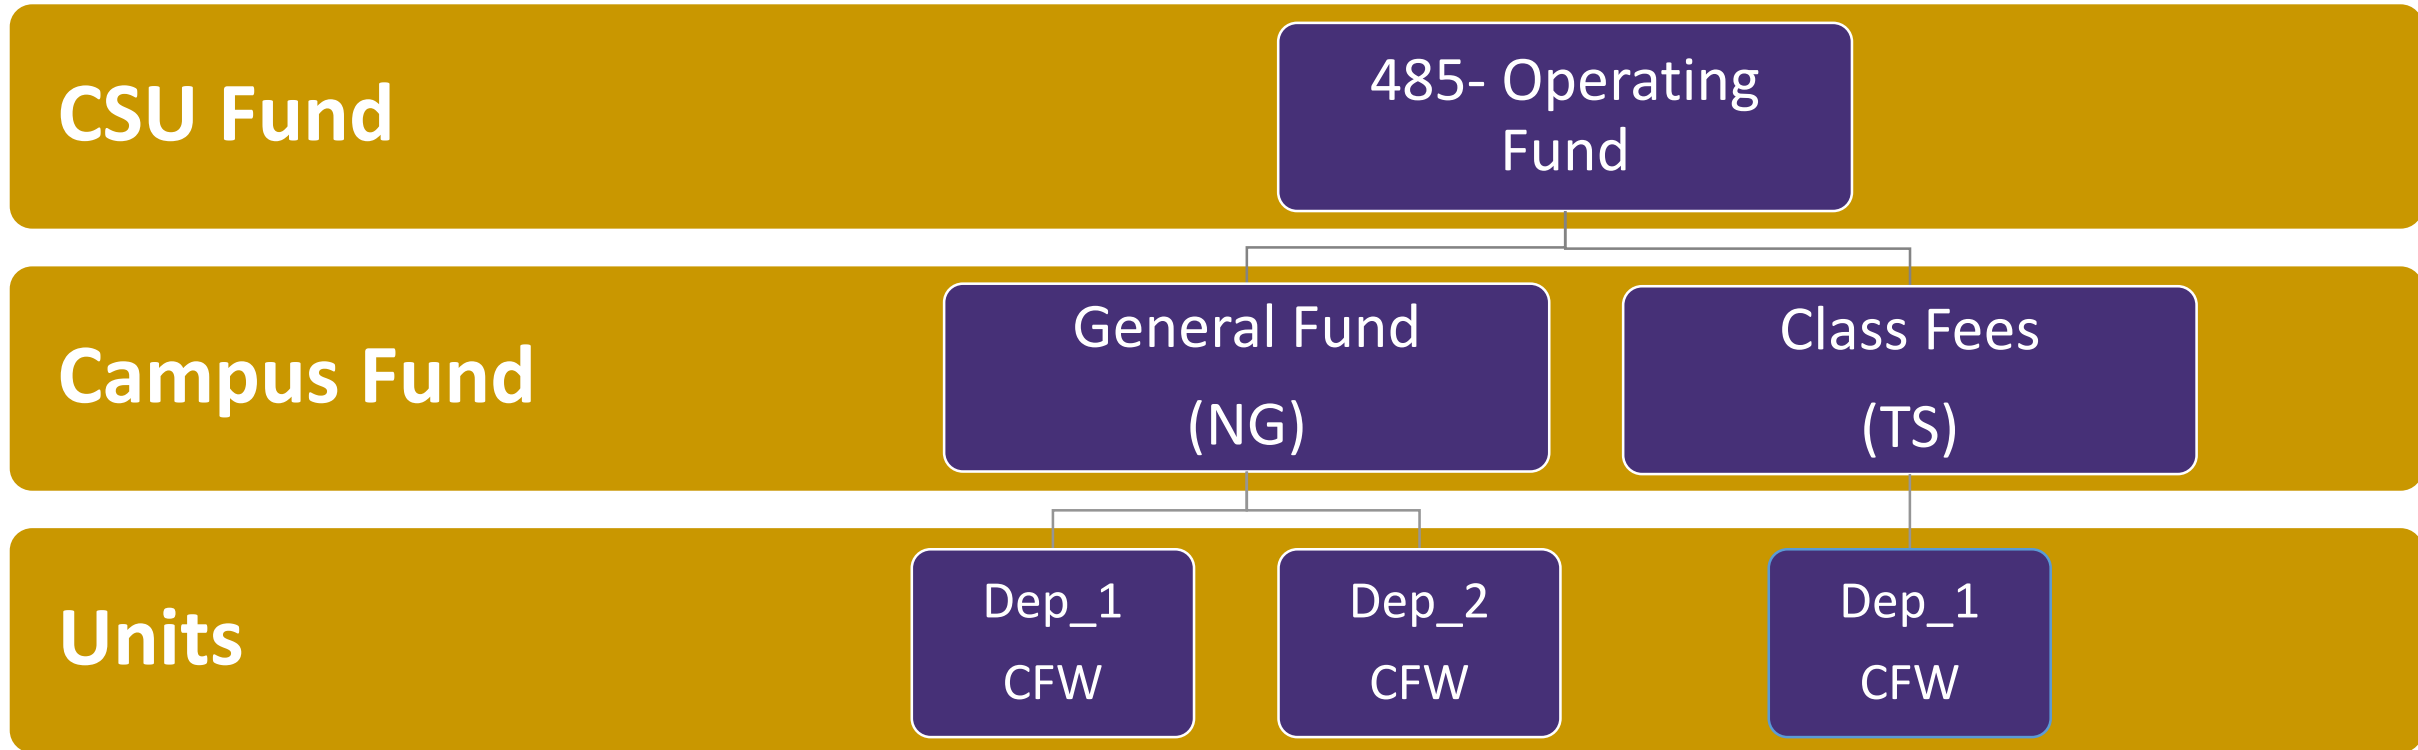 CSU Fund
485- Operating
Fund
Campus Fund
General Fund
(NG)
Class Fees
(TS)
Units
Dep_1
CFW
Dep_2
CFW
Dep_1
CFW